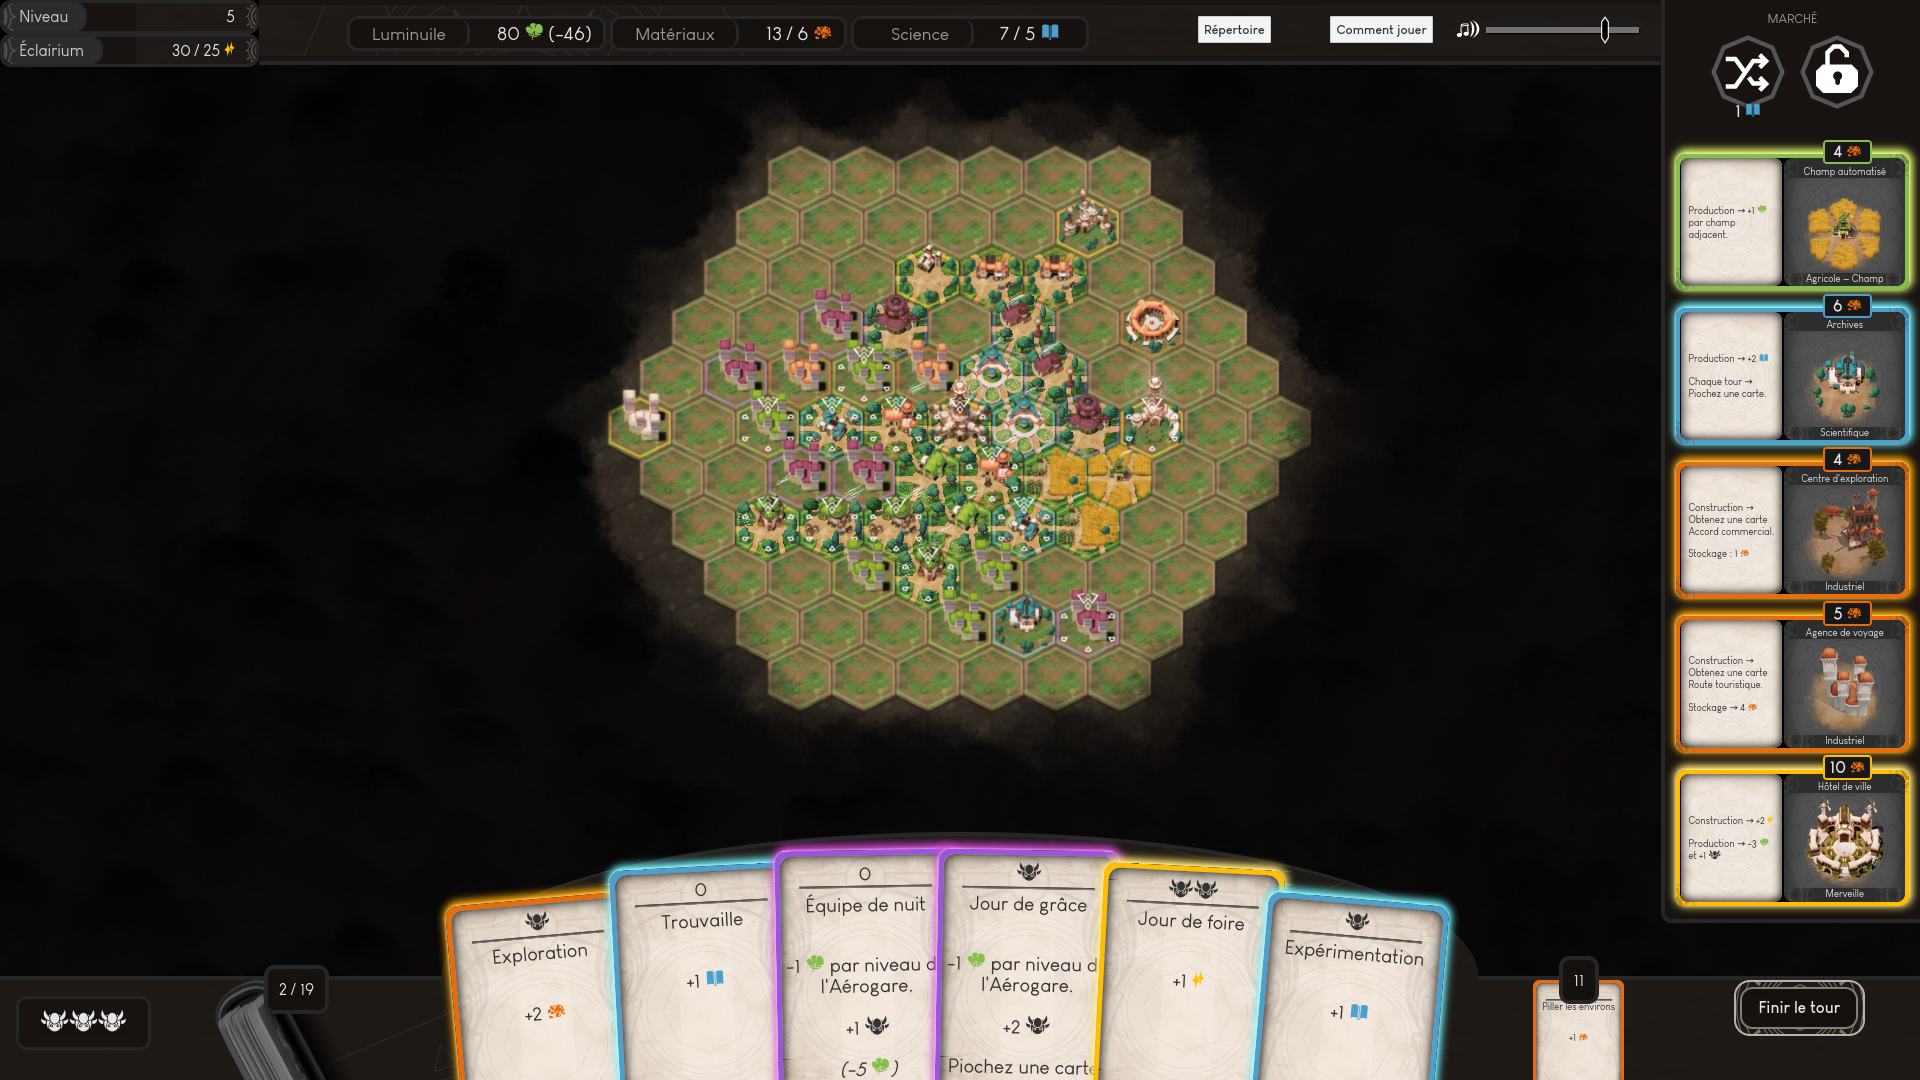 Niveau 5
Éclairium 30 / 25
Luminuile 80 (-46)
Matériaux 13 / 6
Science 7 / 5
Répertoire
Comment jouer
MARCHÉ
1
4
Champ automatisé
Production → +1
par champ
adjacent.
Agricole – Champ
6
Archives
Production → +2
Chaque tour →
Piochez une carte.
Scientifique
4
Centre d'exploration
Construction →
Obtenez une carte
Accord commercial.
Stockage : 1
Industriel
5
Agence de voyage
Construction →
Obtenez une carte
Route touristique.
Stockage → 4
Industriel
10
Hôtel de ville
Construction → +2
Production → -3
et +1
Merveille
2 / 19
Exploration
+2
0
Trouvaille
+1
0
Équipe de nuit
-1 par niveau d
l'Aérogare.
+1
(-5 )
Jour de grâce
-1 par niveau d
l'Aérogare.
+2
Piochez une carte
Jour de foire
+1
Expérimentation
+1
11
Piller les environs
+1
Finir le tour